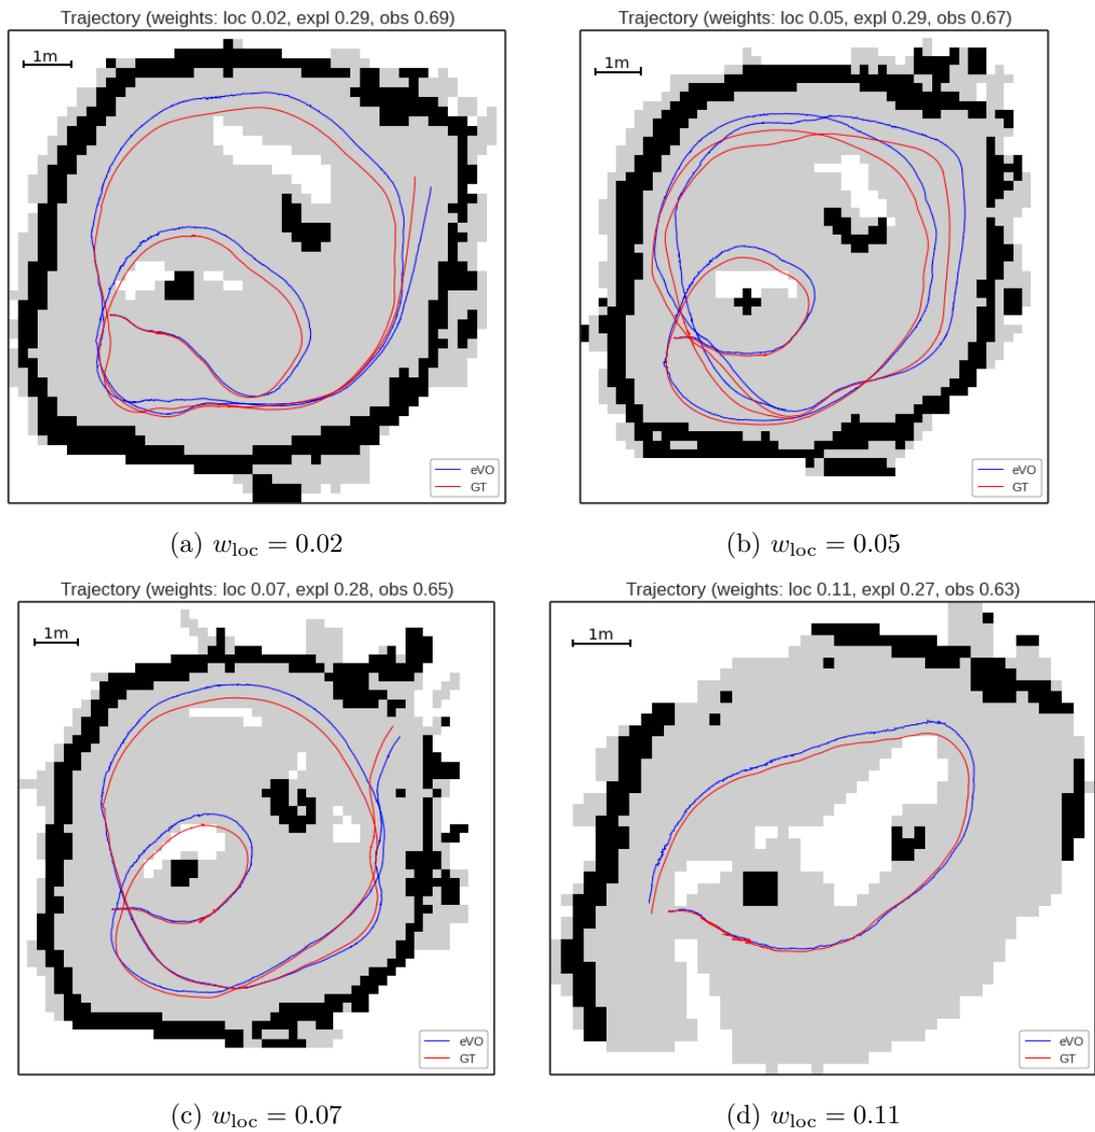 Trajectory (weights: loc 0.02, expl 0.29, obs 0.69)
1m
eVO
GT
(a) w_loc = 0.02
Trajectory (weights: loc 0.05, expl 0.29, obs 0.67)
1m
eVO
GT
(b) w_loc = 0.05
Trajectory (weights: loc 0.07, expl 0.28, obs 0.65)
1m
eVO
GT
(c) w_loc = 0.07
Trajectory (weights: loc 0.11, expl 0.27, obs 0.63)
1m
eVO
GT
(d) w_loc = 0.11